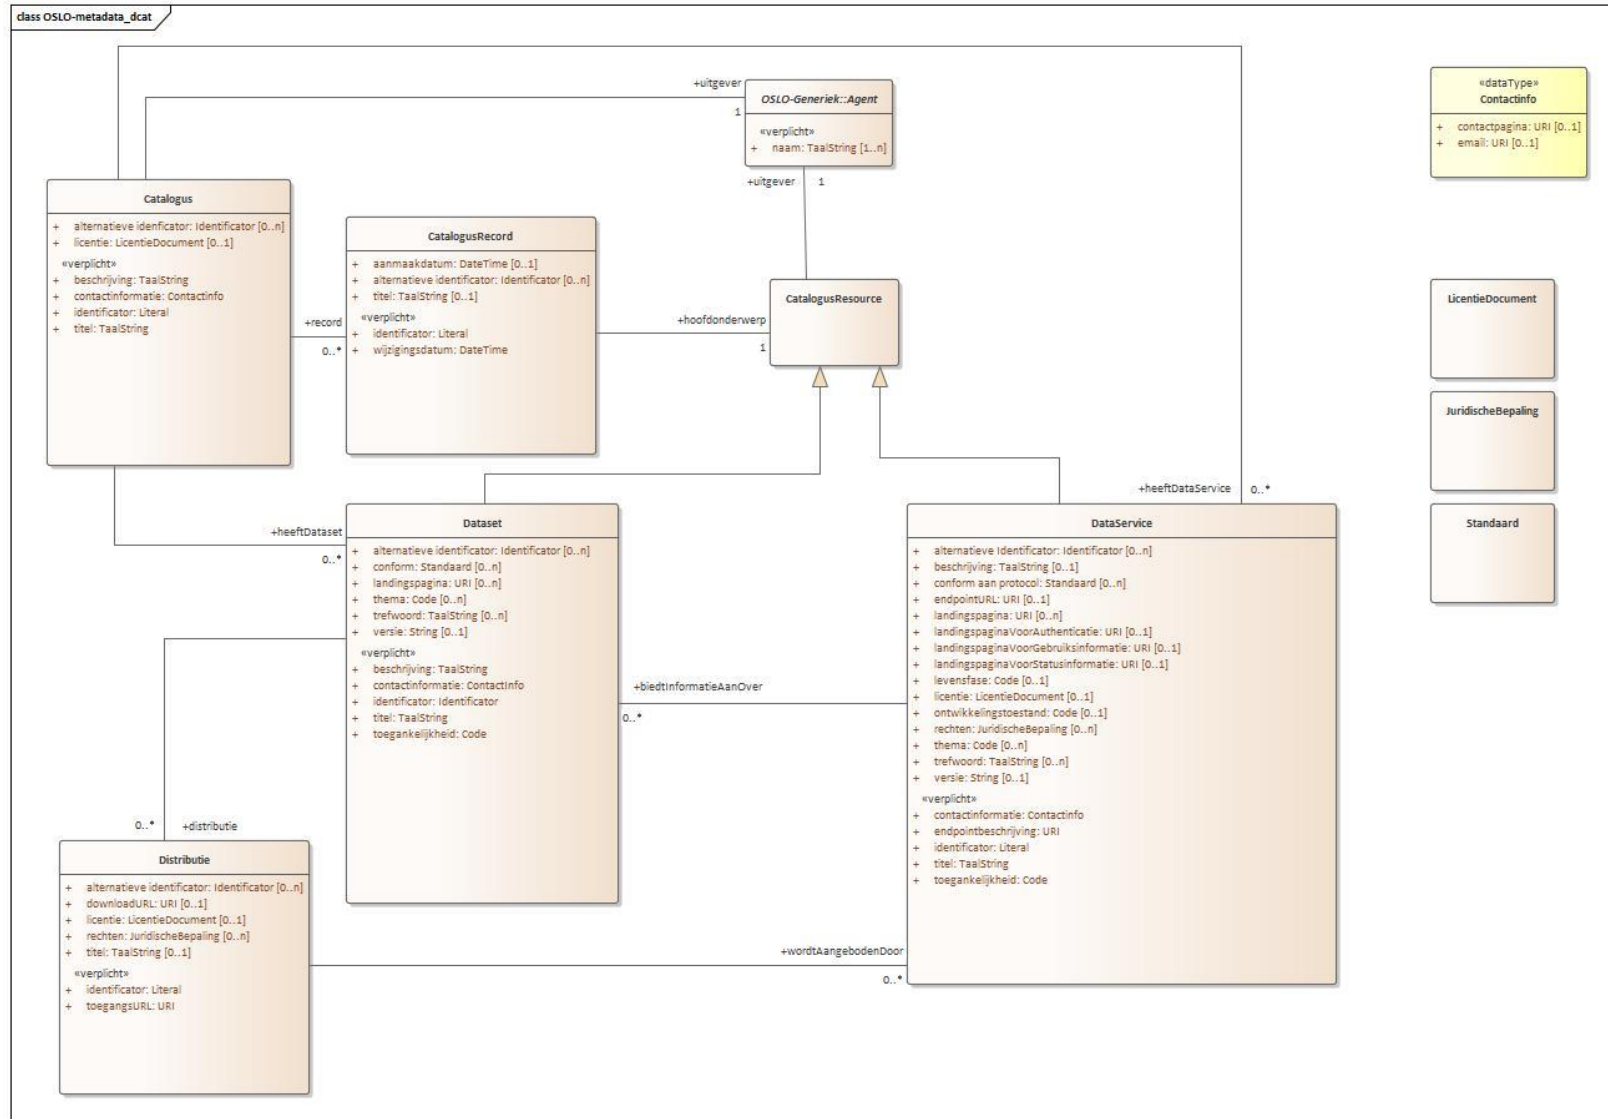 class OSLO-metadata_dcat
+uitgever
1
OSLO-Generiek::Agent
«verplicht»
+ naam: TaalString [1..n]
+uitgever 1
«dataType»
Contactinfo
+ contactpagina: URI [0..1]
+ email: URI [0..1]
Catalogus
+ alternatieve idenficator: Identificator [0..n]
+ licentie: LicentieDocument [0..1]
«verplicht»
+ beschrijving: TaalString
+ contactinformatie: Contactinfo
+ identificator: Literal
+ titel: TaalString
+record
0..*
CatalogusRecord
+ aanmaakdatum: DateTime [0..1]
+ alternatieve identificator: Identificator [0..n]
+ titel: TaalString [0..1]
«verplicht»
+ identificator: Literal
+ wijzigingsdatum: DateTime
+hoofdonderwerp
1
CatalogusResource
LicentieDocument
JuridischeBepaling
Standaard
+heeftDataService 0..*
+heeftDataset
0..*
Dataset
+ alternatieve identificator: Identificator [0..n]
+ conform: Standaard [0..n]
+ landingspagina: URI [0..n]
+ thema: Code [0..n]
+ trefwoord: TaalString [0..n]
+ versie: String [0..1]
«verplicht»
+ beschrijving: TaalString
+ contactinformatie: ContactInfo
+ identificator: Identificator
+ titel: TaalString
+ toegankelijkheid: Code
+biedtInformatieAanOver
0..*
DataService
+ alternatieve Identificator: Identificator [0..n]
+ beschrijving: TaalString [0..1]
+ conform aan protocol: Standaard [0..n]
+ endpointURL: URI [0..1]
+ landingspagina: URI [0..n]
+ landingspaginaVoorAuthenticatie: URI [0..1]
+ landingspaginaVoorGebruiksinformatie: URI [0..1]
+ landingspaginaVoorStatusinformatie: URI [0..1]
+ levensfase: Code [0..1]
+ licentie: LicentieDocument [0..1]
+ ontwikkelingstoestand: Code [0..1]
+ rechten: JuridischeBepaling [0..n]
+ thema: Code [0..n]
+ trefwoord: TaalString [0..n]
+ versie: String [0..1]
«verplicht»
+ contactinformatie: Contactinfo
+ endpointbeschrijving: URI
+ identificator: Literal
+ titel: TaalString
+ toegankelijkheid: Code
0..* +distributie
Distributie
+ alternatieve identificator: Identificator [0..n]
+ downloadURL: URI [0..1]
+ licentie: LicentieDocument [0..1]
+ rechten: JuridischeBepaling [0..n]
+ titel: TaalString [0..1]
«verplicht»
+ identificator: Literal
+ toegangsURL: URI
+wordtAangebodenDoor
0..*